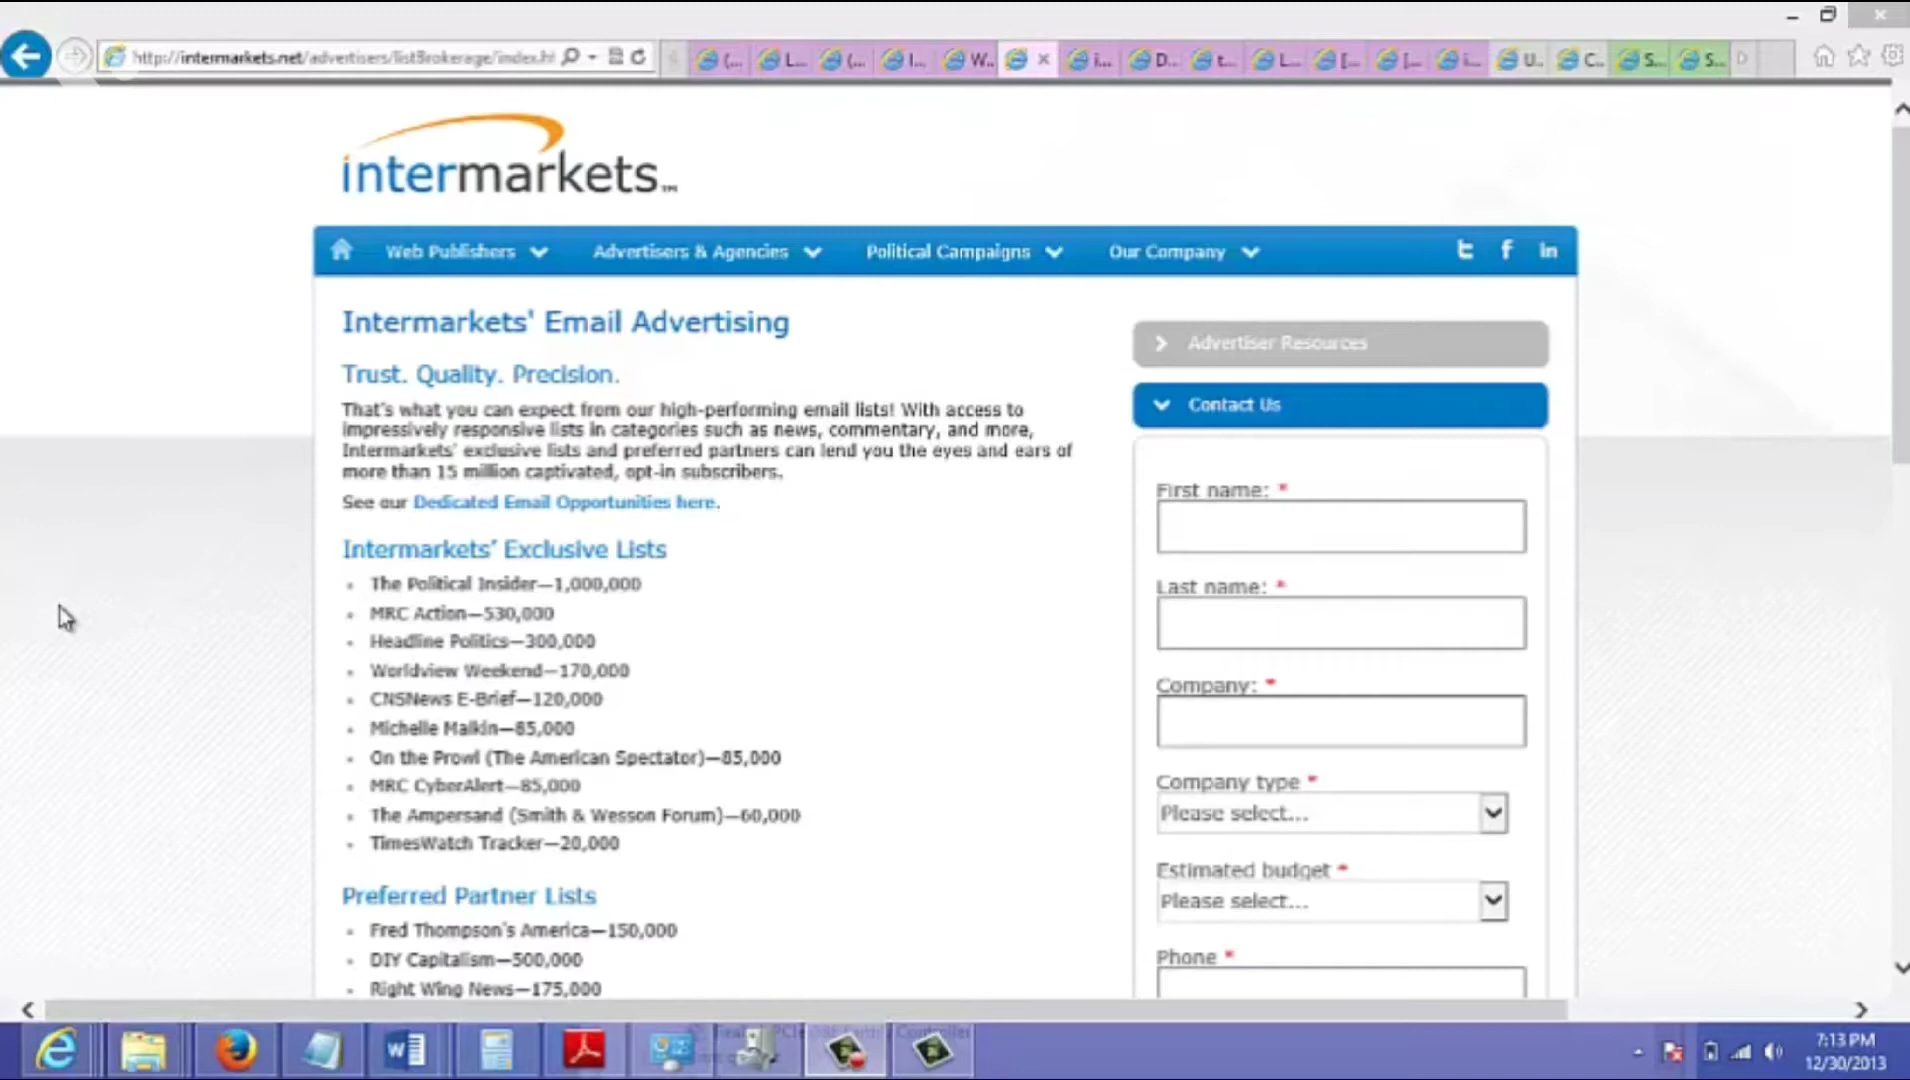 http://intermarkets.net/advertisers/listBrokerage/index.ht
(...
L...
(...
I...
W...
i...
D...
t...
L...
[...
[...
i...
U...
C...
S...
S...
intermarkets™
Web Publishers
Advertisers & Agencies
Political Campaigns
Our Company
Intermarkets' Email Advertising
Trust. Quality. Precision.
That's what you can expect from our high-performing email lists! With access to
impressively responsive lists in categories such as news, commentary, and more,
Intermarkets' exclusive lists and preferred partners can lend you the eyes and ears of
more than 15 million captivated, opt-in subscribers.
See our Dedicated Email Opportunities here.
Intermarkets' Exclusive Lists
The Political Insider—1,000,000
MRC Action—530,000
Headline Politics—300,000
Worldview Weekend—170,000
CNSNews E-Brief—120,000
Michelle Malkin—85,000
On the Prowl (The American Spectator)—85,000
MRC CyberAlert—85,000
The Ampersand (Smith & Wesson Forum)—60,000
TimesWatch Tracker—20,000
Preferred Partner Lists
Fred Thompson's America—150,000
DIY Capitalism—500,000
Right Wing News—175,000
Advertiser Resources
Contact Us
First name: *
Last name: *
Company: *
Company type *
Please select...
Estimated budget *
Please select...
Phone *
7:13 PM
12/30/2013